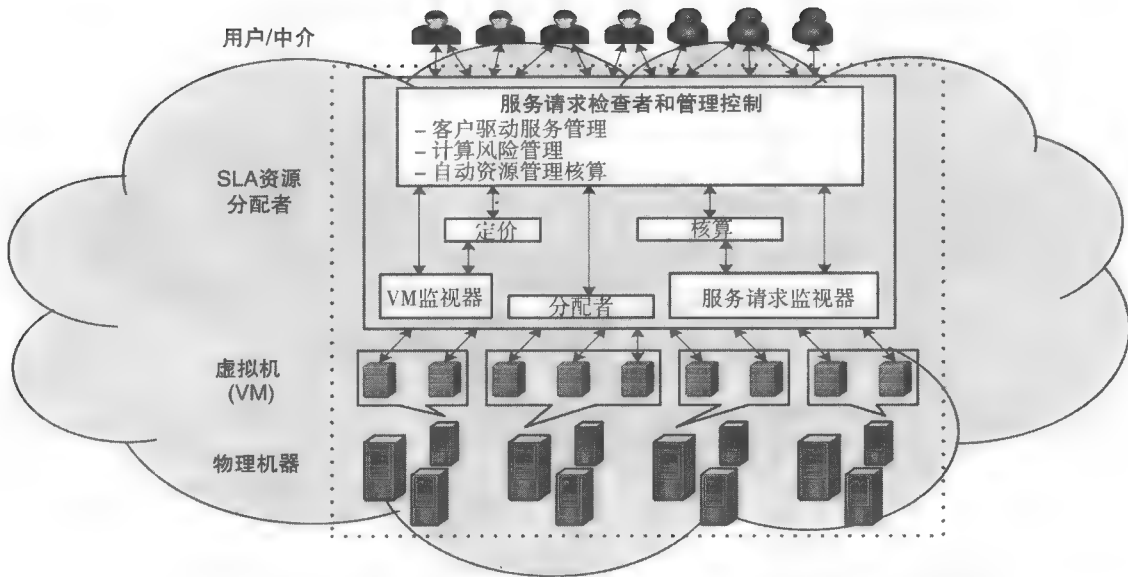 用户/中介
服务请求检查者和管理控制
– 客户驱动服务管理
– 计算风险管理
– 自动资源管理核算
SLA资源
分配者
定价
核算
VM监视器
分配者
服务请求监视器
虚拟机
(VM)
物理机器